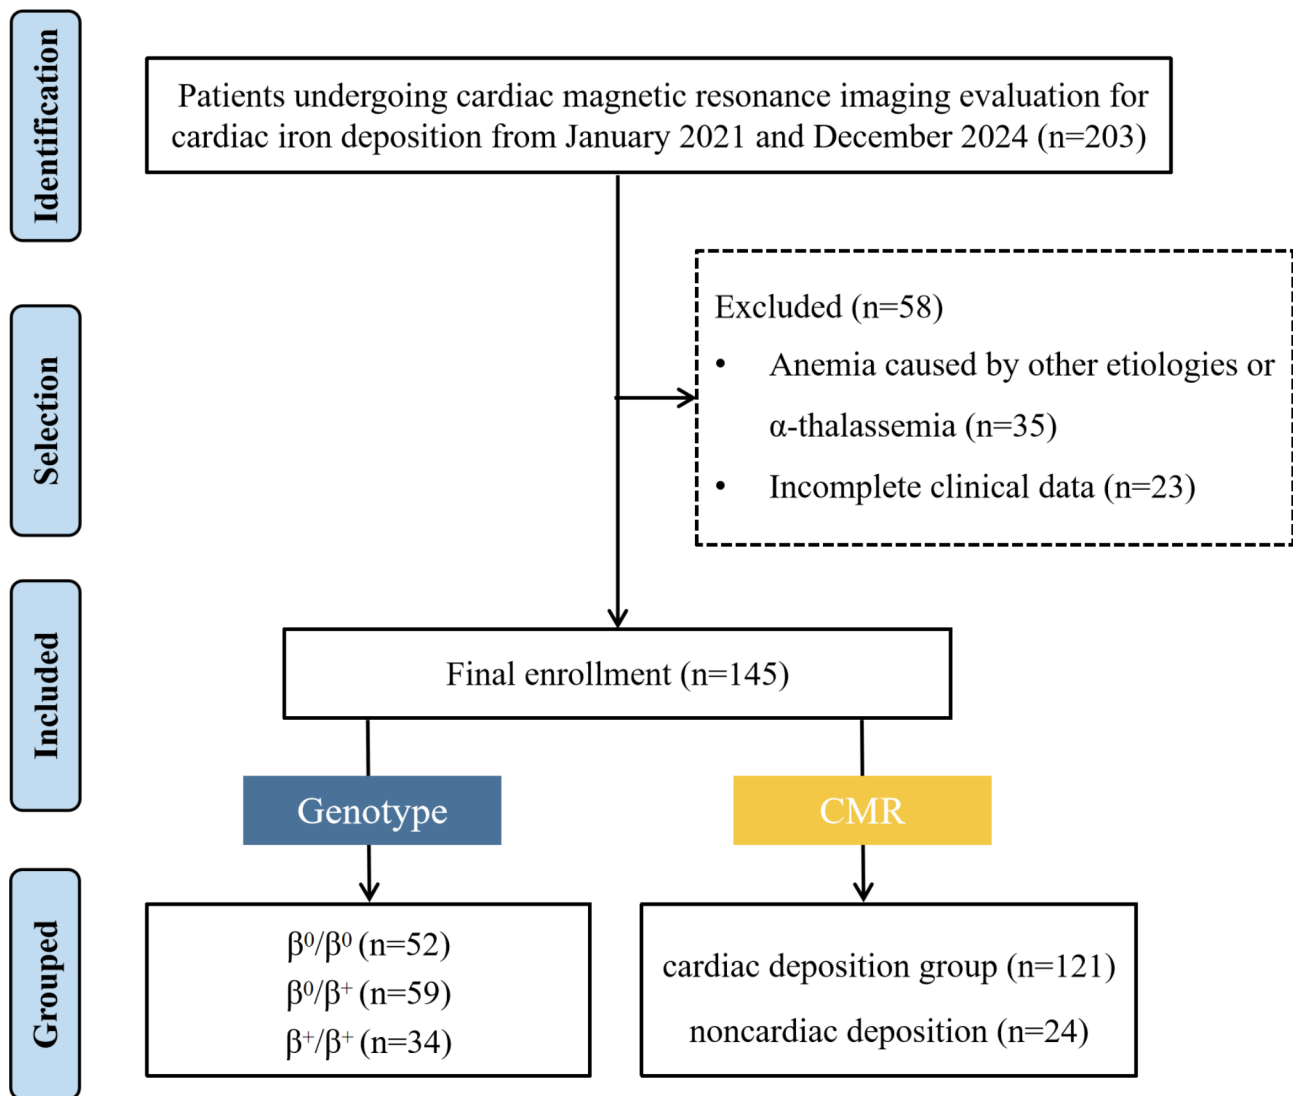 Identification
Patients undergoing cardiac magnetic resonance imaging evaluation for
cardiac iron deposition from January 2021 and December 2024 (n=203)
Selection
Excluded (n=58)
• Anemia caused by other etiologies or
α-thalassemia (n=35)
• Incomplete clinical data (n=23)
Included
Final enrollment (n=145)
Genotype
CMR
Grouped
β⁰/β⁰ (n=52)
β⁰/β⁺ (n=59)
β⁺/β⁺ (n=34)
cardiac deposition group (n=121)
noncardiac deposition (n=24)